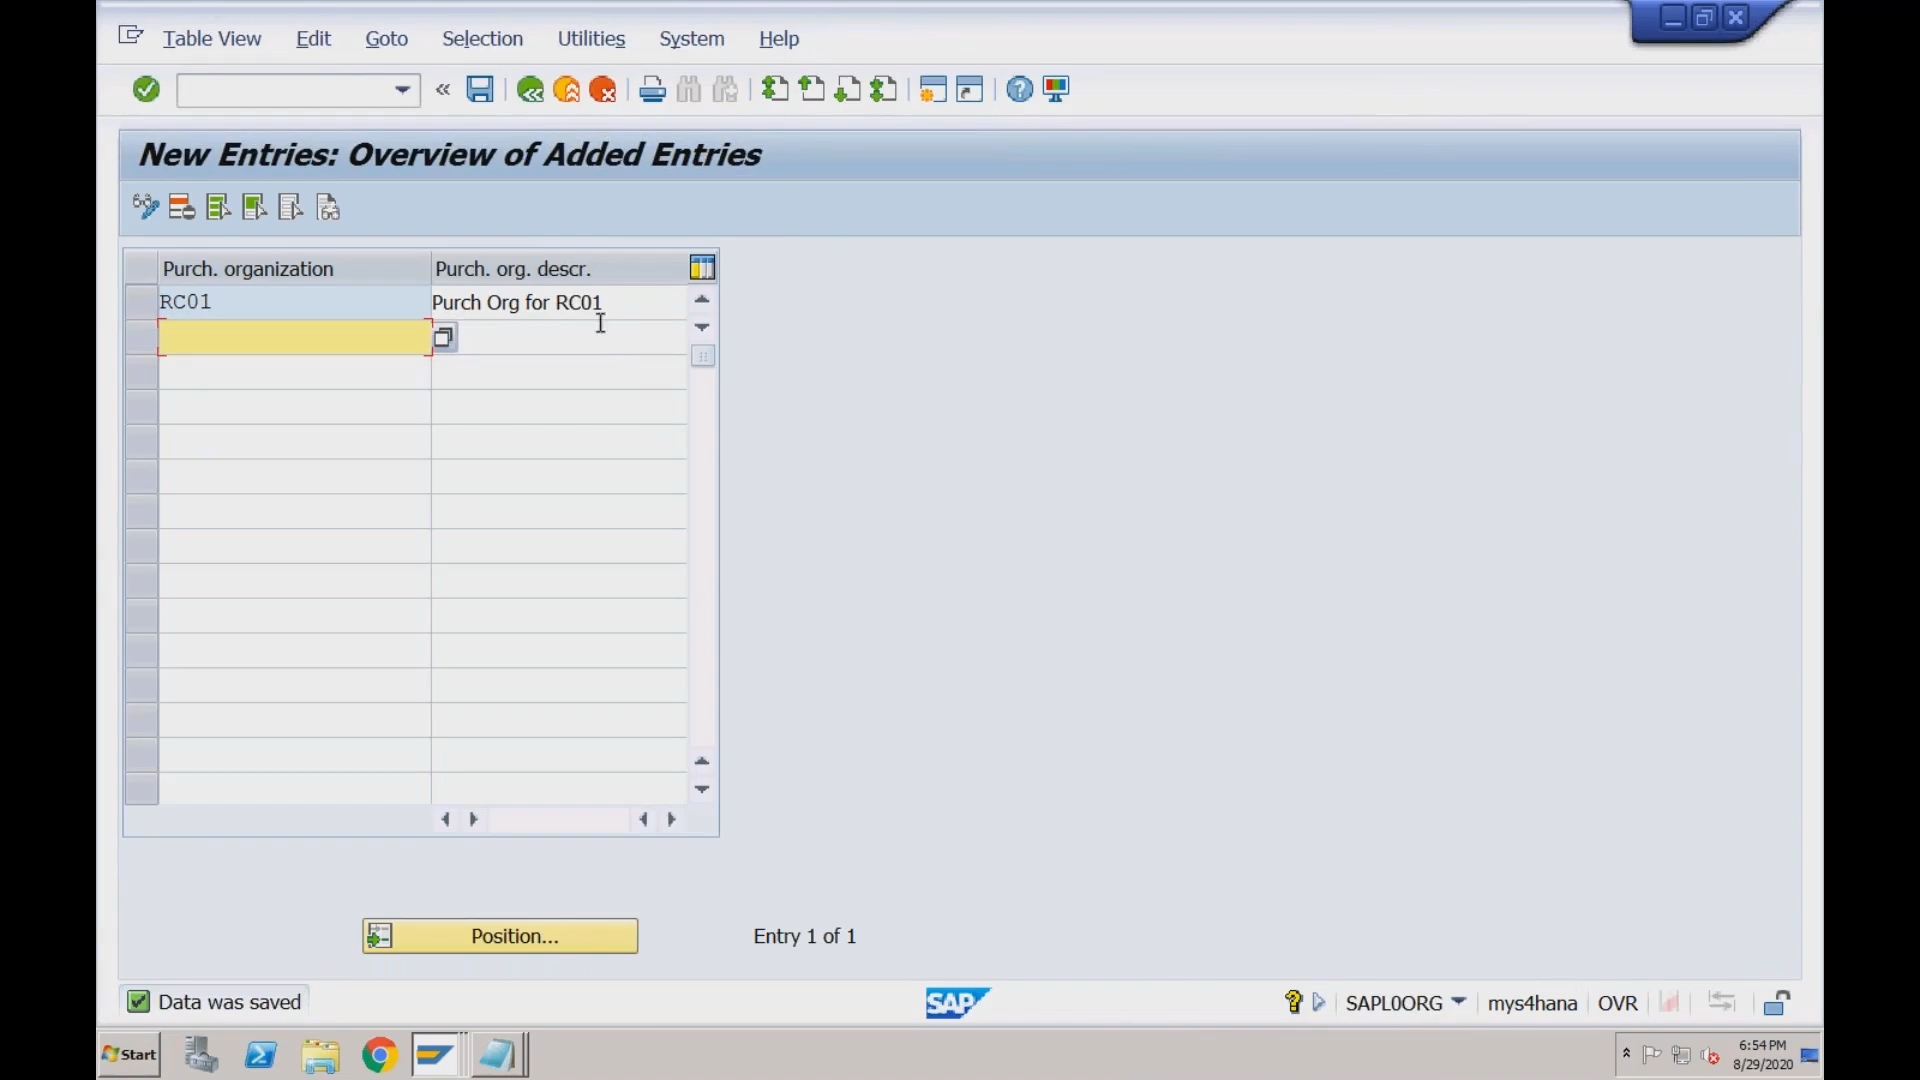 Table View Edit Goto Selection Utilities System Help
New Entries: Overview of Added Entries
Purch. organization Purch. org. descr.
RC01 Purch Org for RC01
Position... Entry 1 of 1
Data was saved SAP SAPL0ORG mys4hana OVR
Start 6:54 PM
8/29/2020